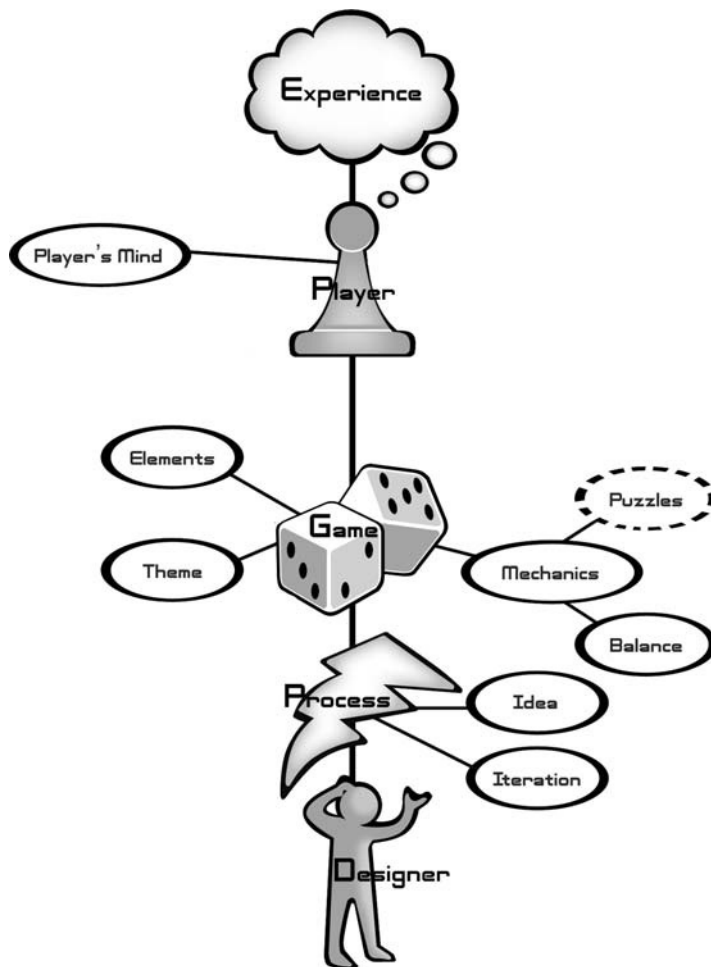 Experience
Player's Mind
Player
Elements
Puzzles
Game
Theme
Mechanics
Balance
Process
Idea
Iteration
Designer